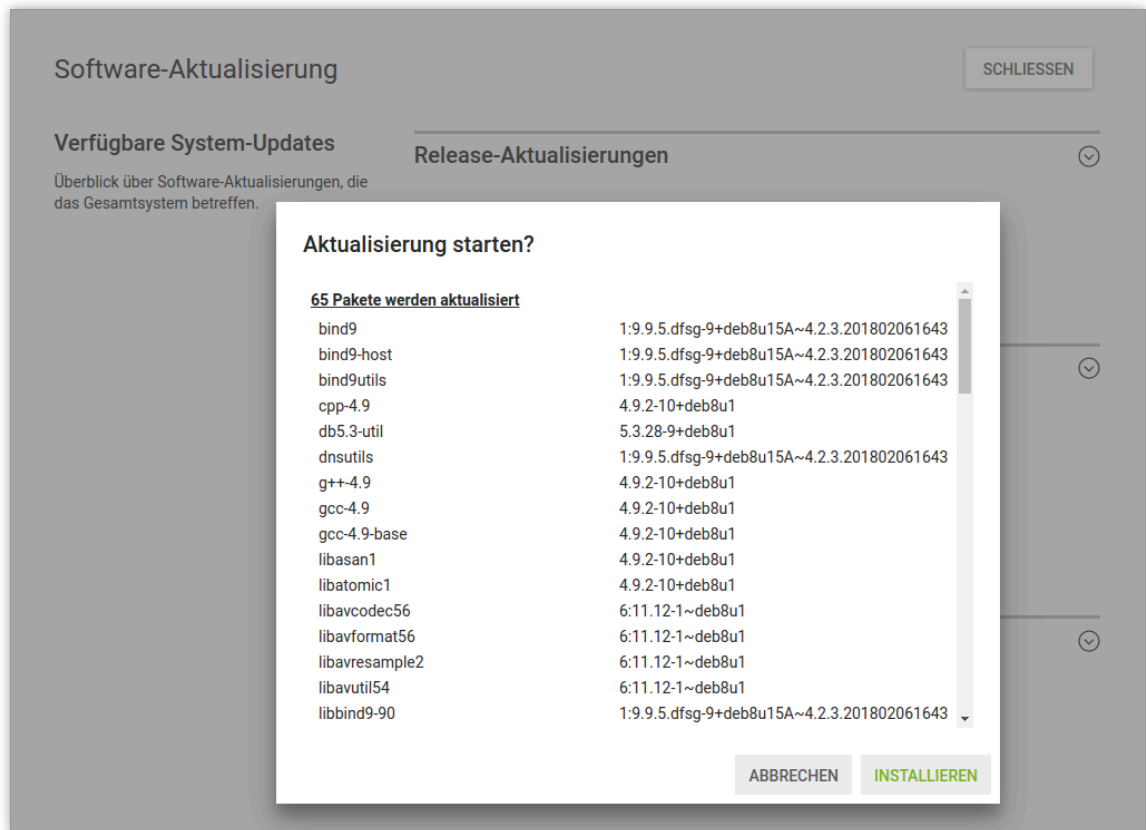 Software-Aktualisierung
SCHLIESSEN
Verfügbare System-Updates
Überblick über Software-Aktualisierungen, die
das Gesamtsystem betreffen.
Release-Aktualisierungen
Aktualisierung starten?
65 Pakete werden aktualisiert
bind9 1:9.9.5.dfsg-9+deb8u15A~4.2.3.201802061643
bind9-host 1:9.9.5.dfsg-9+deb8u15A~4.2.3.201802061643
bind9utils 1:9.9.5.dfsg-9+deb8u15A~4.2.3.201802061643
cpp-4.9 4.9.2-10+deb8u1
db5.3-util 5.3.28-9+deb8u1
dnsutils 1:9.9.5.dfsg-9+deb8u15A~4.2.3.201802061643
g++-4.9 4.9.2-10+deb8u1
gcc-4.9 4.9.2-10+deb8u1
gcc-4.9-base 4.9.2-10+deb8u1
libasan1 4.9.2-10+deb8u1
libatomic1 4.9.2-10+deb8u1
libavcodec56 6:11.12-1~deb8u1
libavformat56 6:11.12-1~deb8u1
libavresample2 6:11.12-1~deb8u1
libavutil54 6:11.12-1~deb8u1
libbind9-90 1:9.9.5.dfsg-9+deb8u15A~4.2.3.201802061643
ABBRECHEN
INSTALLIEREN